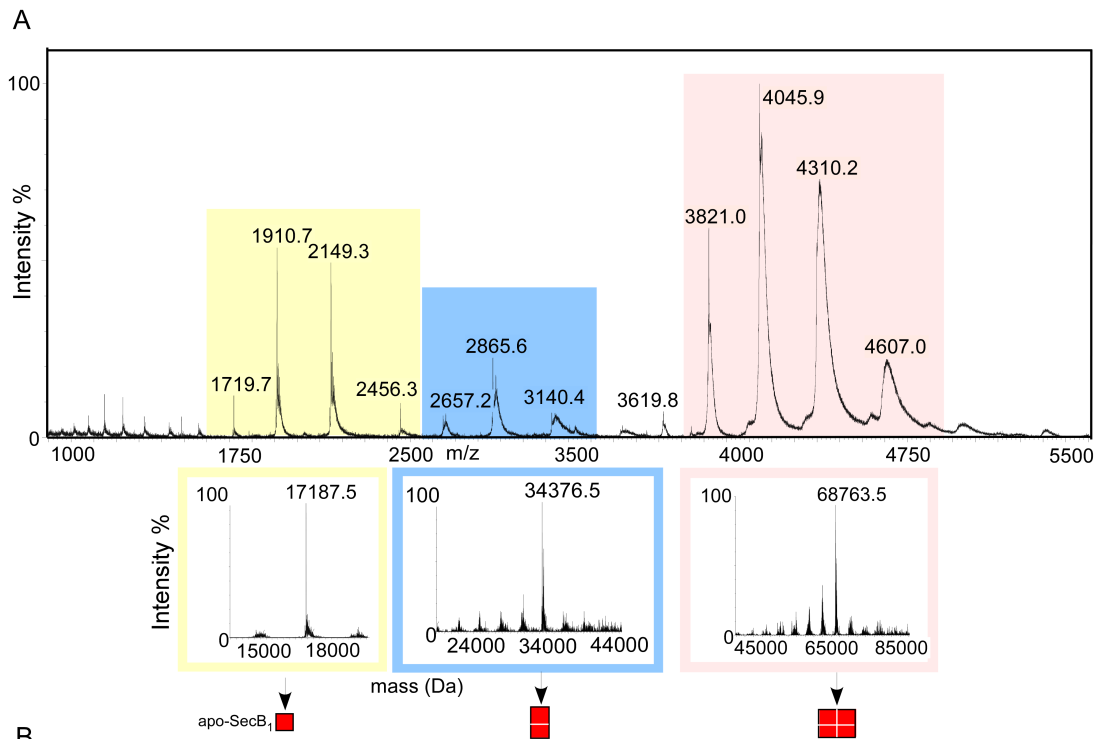 A
Intensity %
100
0
1910.7
2149.3
1719.7
2456.3
2657.2
2865.6
3140.4
3619.8
3821.0
4045.9
4310.2
4607.0
1000 1750 2500 m/z 3500 4000 4750 5500
Intensity %
100 17187.5
0
15000 18000
100 34376.5
0
24000 34000 44000
100 68763.5
0
45000 65000 85000
mass (Da)
apo-SecB1
B